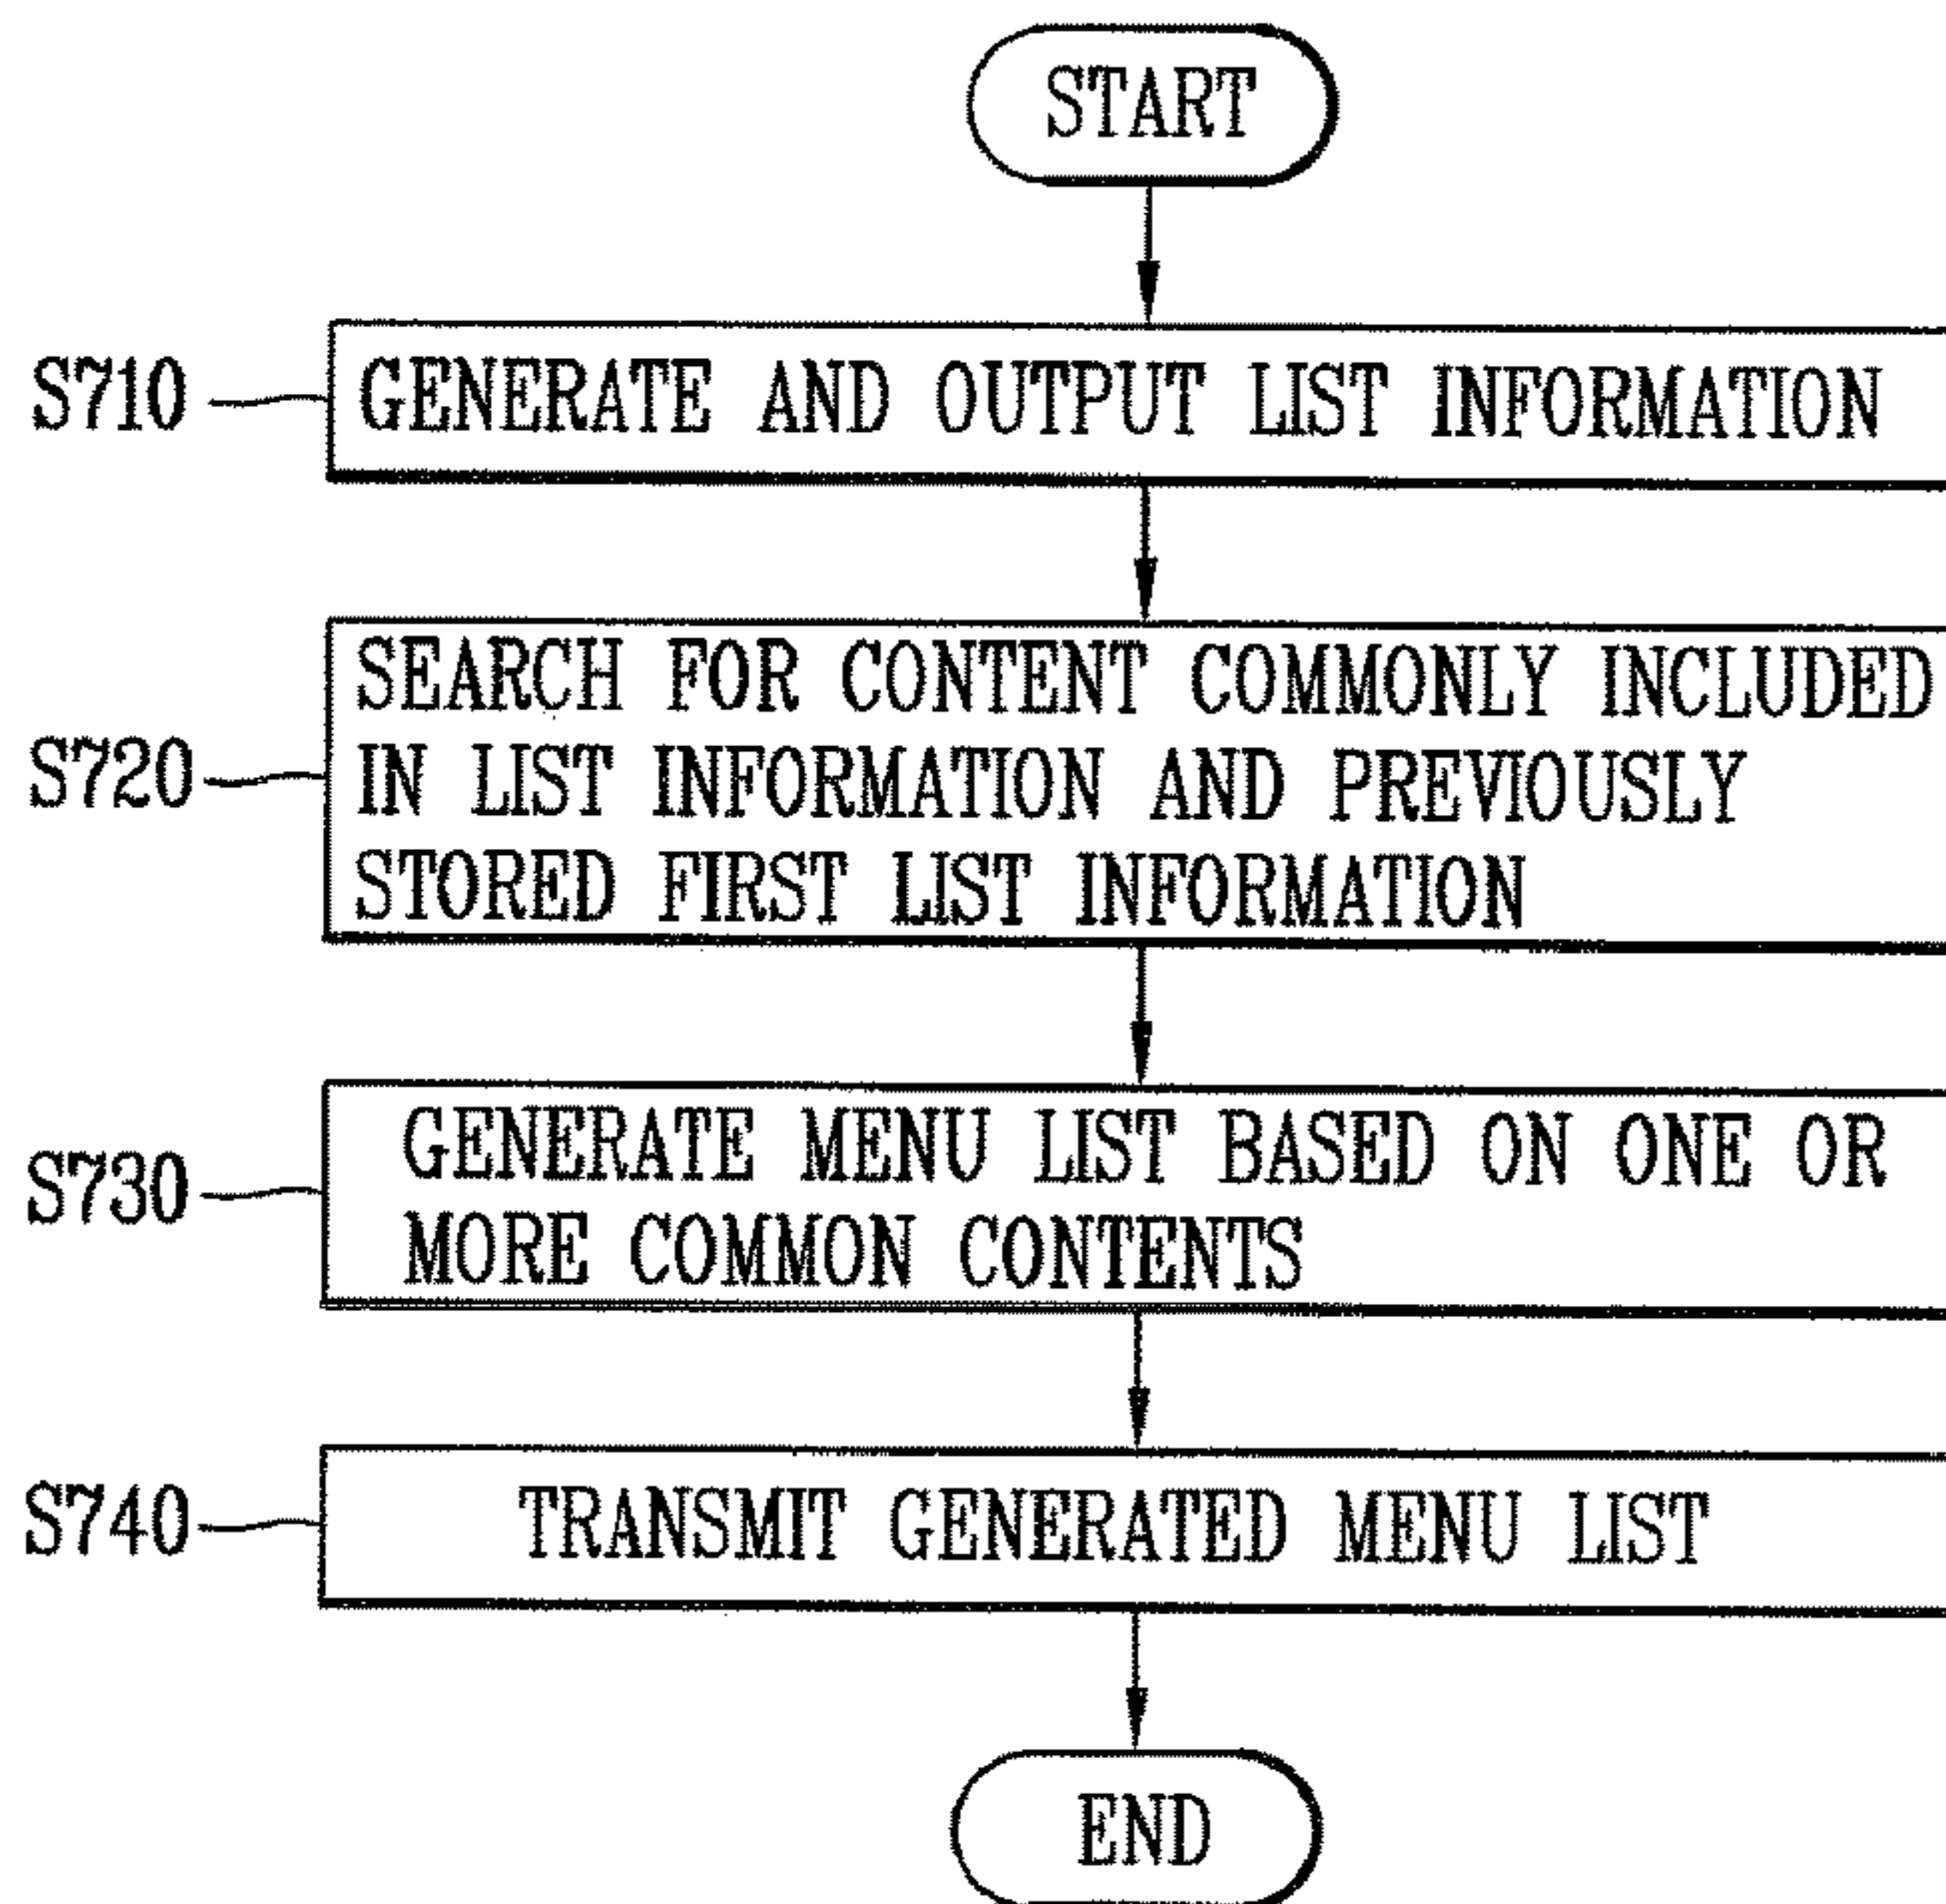 START
S710
GENERATE AND OUTPUT LIST INFORMATION
S720
SEARCH FOR CONTENT COMMONLY INCLUDED
IN LIST INFORMATION AND PREVIOUSLY
STORED FIRST LIST INFORMATION
S730
GENERATE MENU LIST BASED ON ONE OR
MORE COMMON CONTENTS
S740
TRANSMIT GENERATED MENU LIST
END